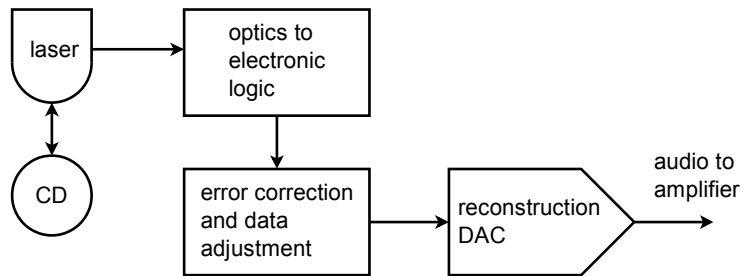 laser
optics to
electronic
logic
CD
error correction
and data
adjustment
reconstruction
DAC
audio to
amplifier